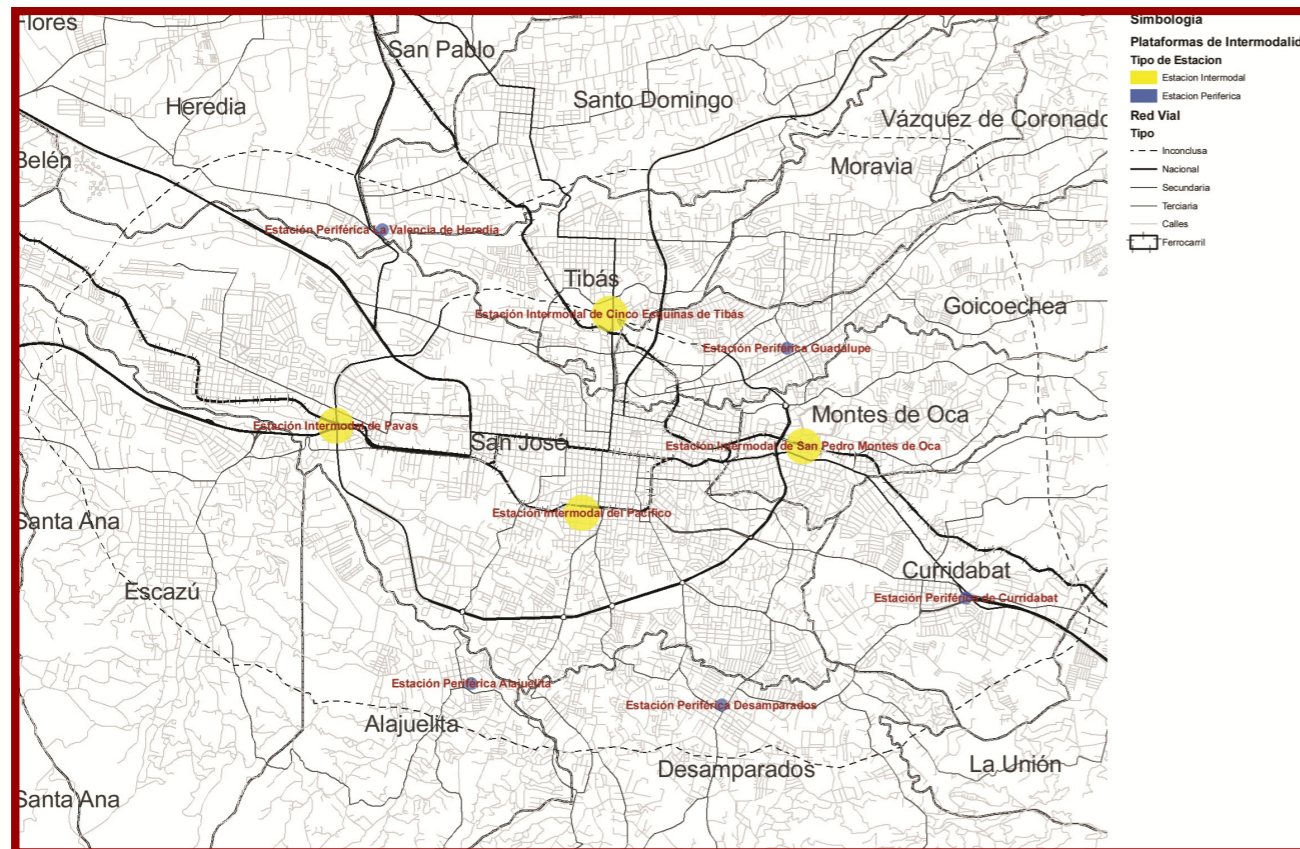 Flores
San Pablo
Heredia
Santo Domingo
Vázquez de Coronado
Belén
Moravia
Estación Periférica La Valencia de Heredia
Tibás
Estación Intermodal de Cinco Esquinas de Tibás
Goicoechea
Estación Periférica Guadalupe
Montes de Oca
Estación Intermodal de Pavas
San José
Estación Intermodal de San Pedro Montes de Oca
Santa Ana
Estación Intermodal del Pacífico
Curridabat
Escazú
Estación Periférica de Curridabat
Estación Periférica Alajuelita
Estación Periférica Desamparados
Alajuelita
Desamparados
La Unión
Santa Ana
Simbología
Plataformas de Intermodalid
Tipo de Estacion
Estacion Intermodal
Estacion Periferica
Red Vial
Tipo
Inconclusa
Nacional
Secundaria
Terciaria
Calles
Ferrocarril